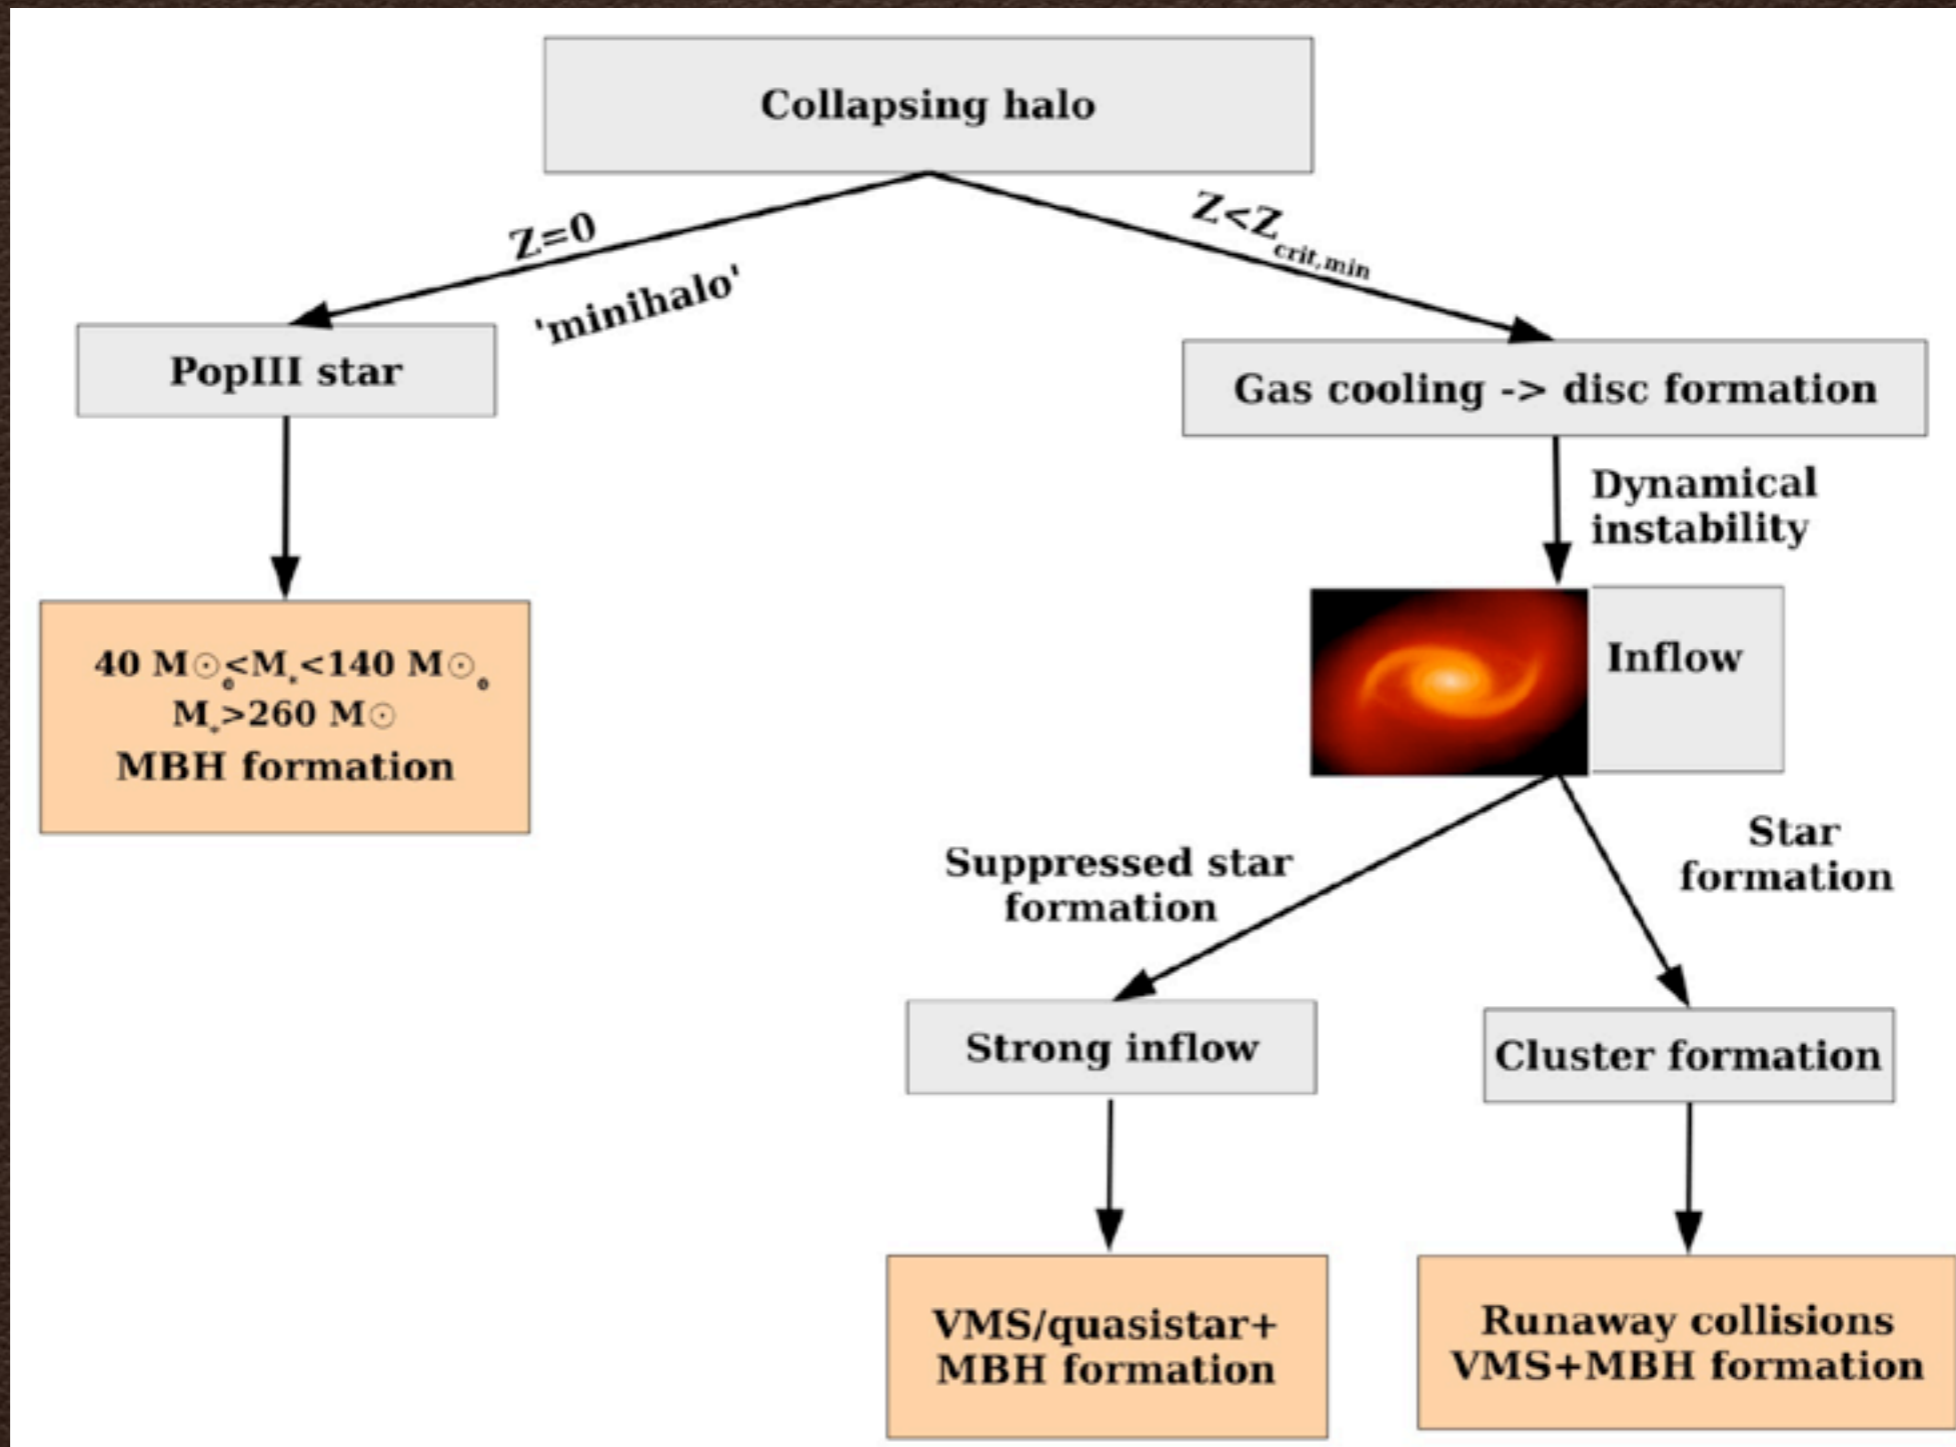 Collapsing halo
Z=0
Z<Zcrit,min
'minihalo'
PopIII star
Gas cooling -> disc formation
Dynamical
instability
40 M☉<M*<140 M☉
M*>260 M☉
MBH formation
Inflow
Suppressed star
formation
Star
formation
Strong inflow
Cluster formation
VMS/quasistar+
MBH formation
Runaway collisions
VMS+MBH formation